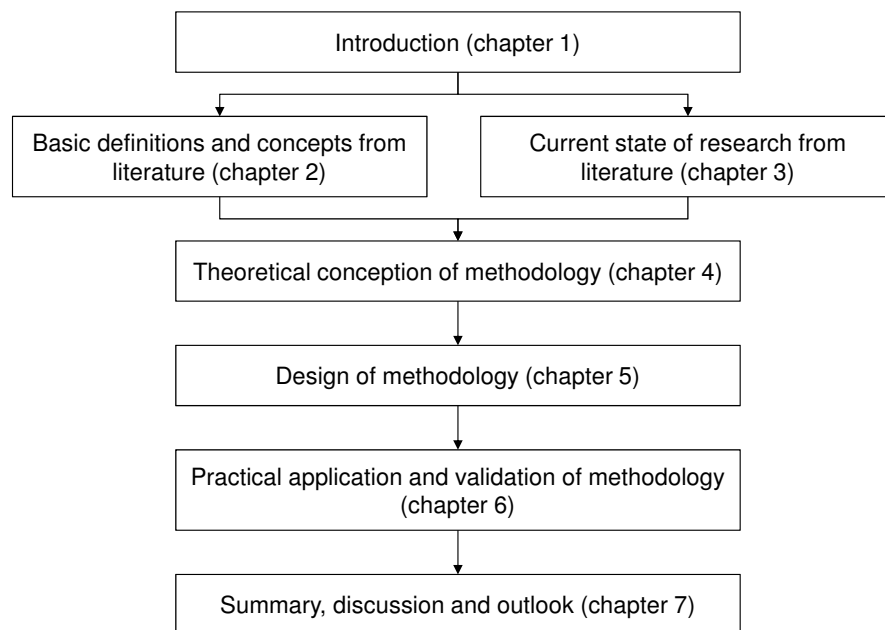 Introduction (chapter 1)
Basic definitions and concepts from
literature (chapter 2)
Current state of research from
literature (chapter 3)
Theoretical conception of methodology (chapter 4)
Design of methodology (chapter 5)
Practical application and validation of methodology
(chapter 6)
Summary, discussion and outlook (chapter 7)